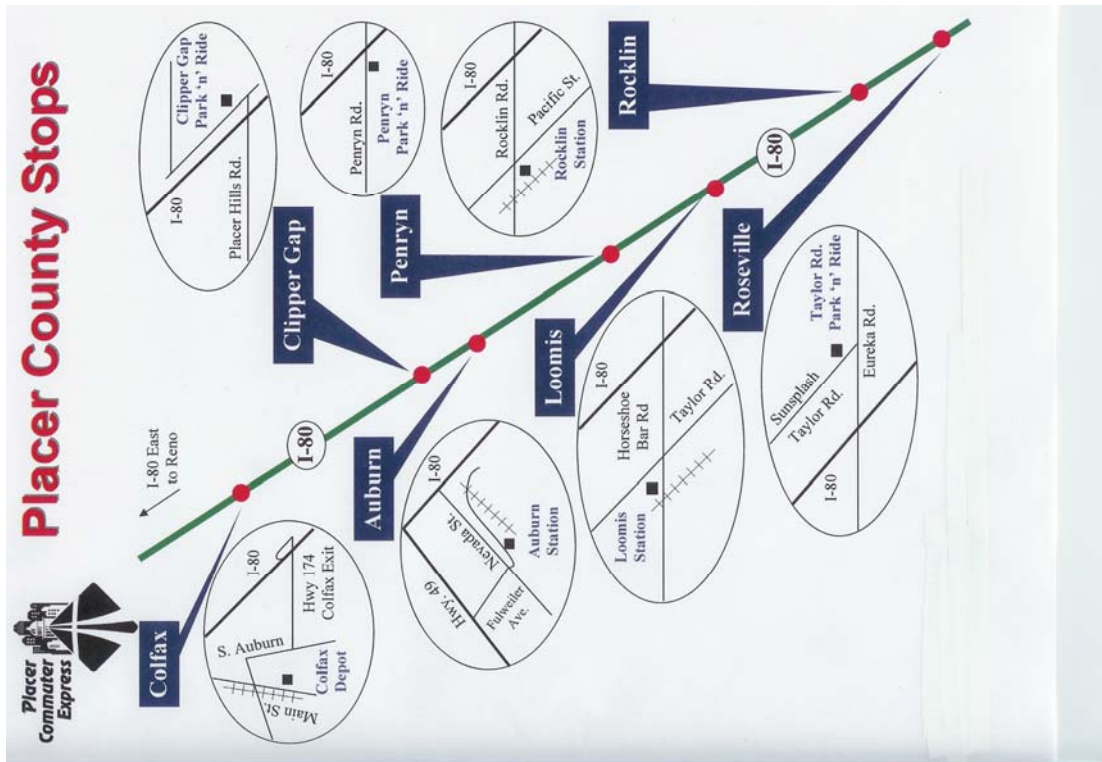 Placer
Commuter
Express
Placer County Stops
I-80 East
to Reno
Colfax
I-80
Hwy 174
Colfax Exit
S. Auburn
Main St.
Colfax
Depot
I-80
Clipper Gap
I-80
Clipper Gap
Park 'n' Ride
Placer Hills Rd.
Auburn
I-80
Hwy. 49
Nevada St.
Fulweiler
Ave.
Auburn
Station
Penryn
I-80
Penryn Rd.
Penryn
Park 'n' Ride
Loomis
I-80
Horseshoe
Bar Rd
Taylor Rd.
Loomis
Station
Rocklin
I-80
Rocklin Rd.
Pacific St.
Rocklin
Station
I-80
Roseville
Sunsplash
Taylor Rd.
Taylor Rd.
Park 'n' Ride
I-80
Eureka Rd.